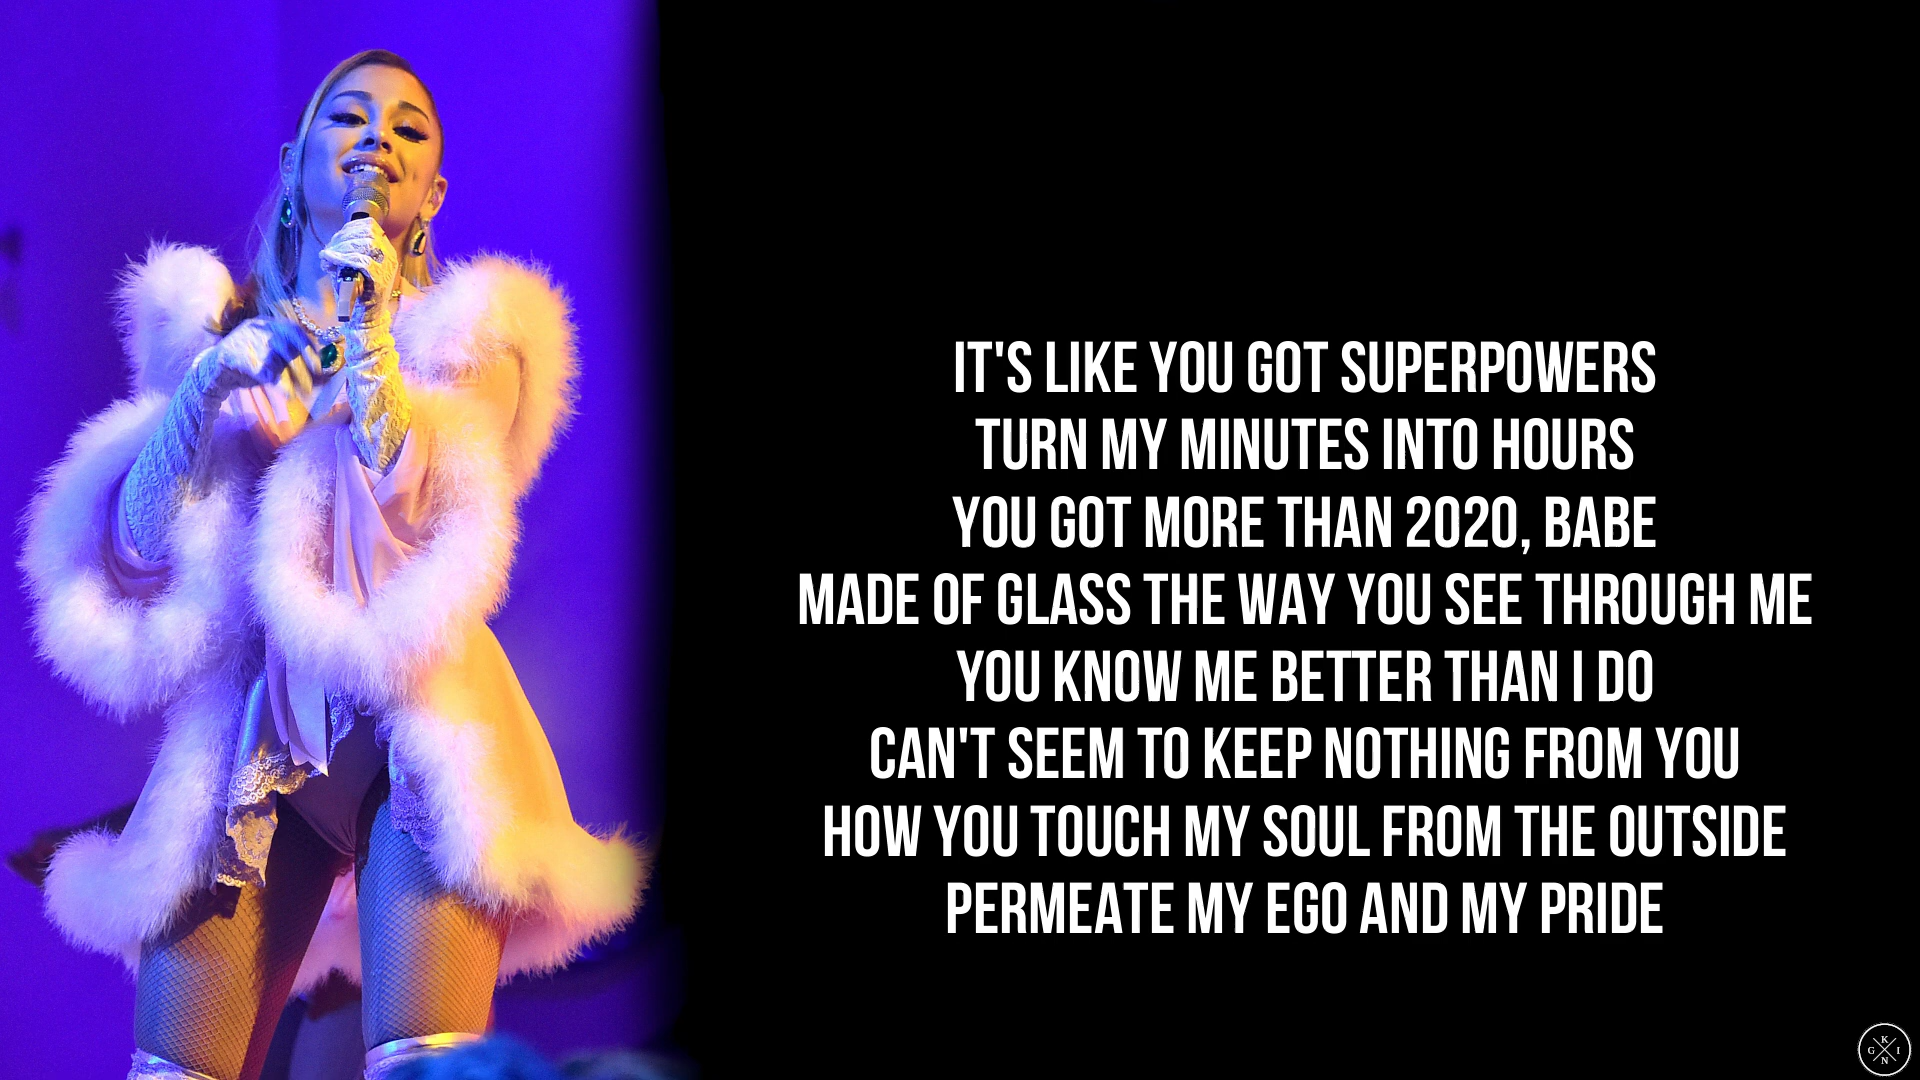 IT'S LIKE YOU GOT SUPERPOWERS
TURN MY MINUTES INTO HOURS
YOU GOT MORE THAN 2020, BABE
MADE OF GLASS THE WAY YOU SEE THROUGH ME
YOU KNOW ME BETTER THAN I DO
CAN'T SEEM TO KEEP NOTHING FROM YOU
HOW YOU TOUCH MY SOUL FROM THE OUTSIDE
PERMEATE MY EGO AND MY PRIDE
K
G I
N